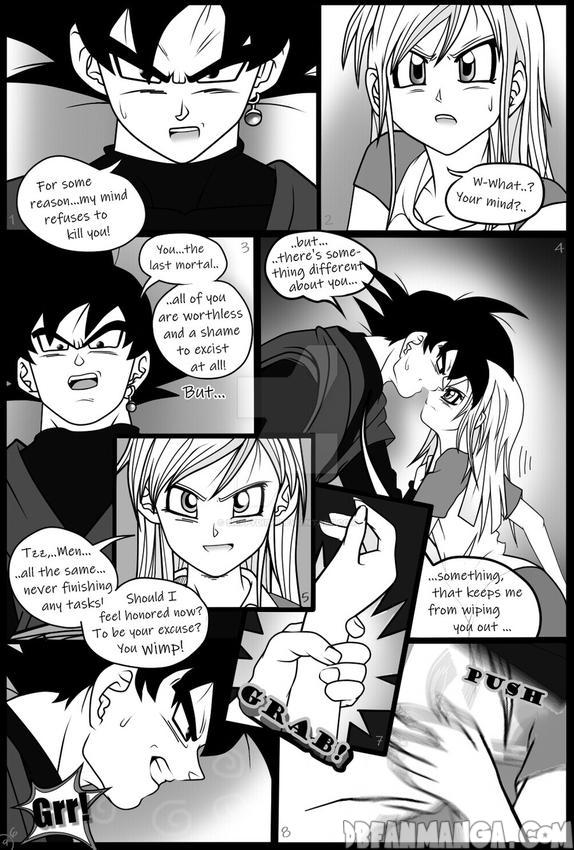 For some
reason...my mind
refuses to
kill you!
1
W-What..?
Your mind?..
2
3
You...the
last mortal..
..all of you
are worthless
and a shame
to excist
at all!
But...
4
..but...
..there's some-
thing different
about you...
...something,
that keeps me
from wiping
you out ...
Tzz,..Men...
..all the same...
never finishing
any tasks!
Should I
feel honored now?
To be your excuse?
You wimp!
5
Grr!
6
GRAB!
7
PUSH
8
DBFANMANGA.COM